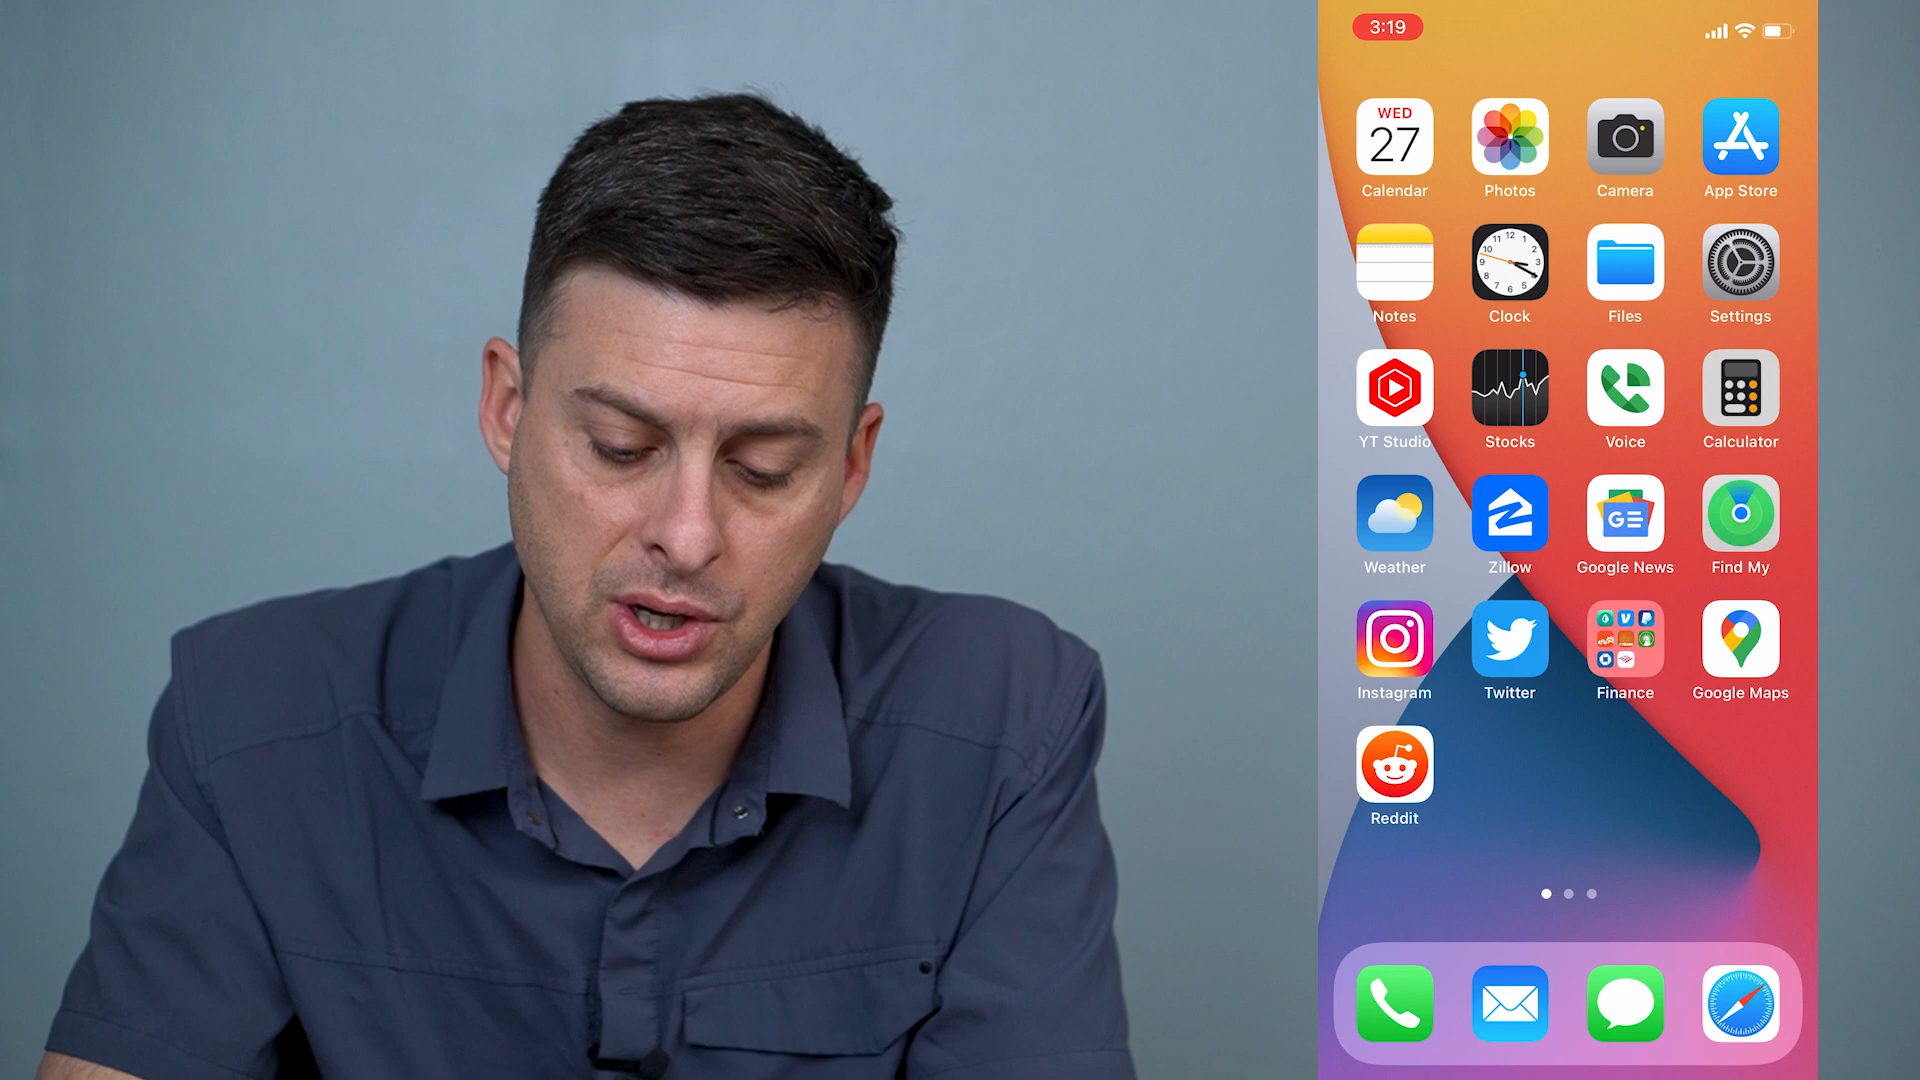 3:19
WED
27
Calendar
Photos
Camera
App Store
Notes
Clock
Files
Settings
YT Studio
Stocks
Voice
Calculator
Weather
Zillow
Google News
Find My
Instagram
Twitter
Finance
Google Maps
Reddit